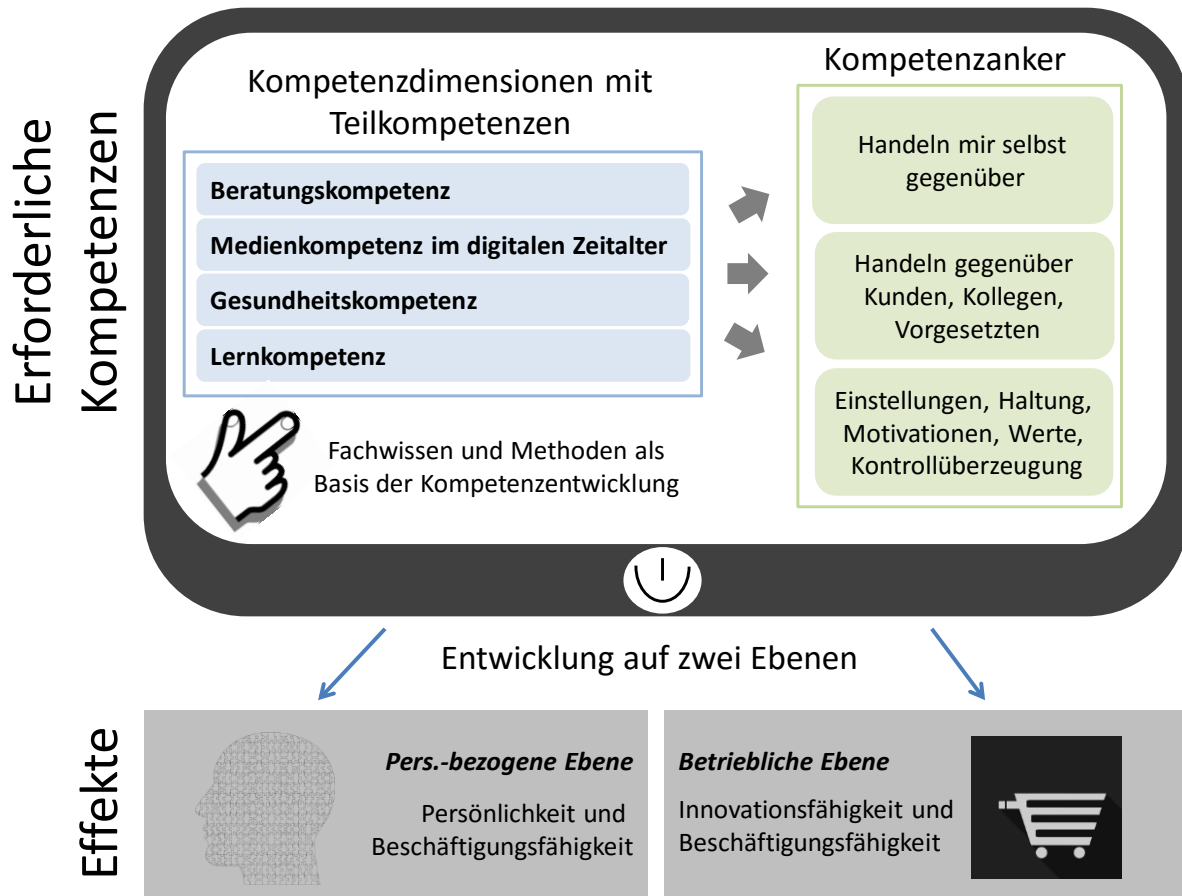 Erforderliche
Kompetenzen
Kompetenzdimensionen mit
Teilkompetenzen
Beratungskompetenz
Medienkompetenz im digitalen Zeitalter
Gesundheitskompetenz
Lernkompetenz
Fachwissen und Methoden als
Basis der Kompetenzentwicklung
Kompetenzanker
Handeln mir selbst
gegenüber
Handeln gegenüber
Kunden, Kollegen,
Vorgesetzten
Einstellungen, Haltung,
Motivationen, Werte,
Kontrollüberzeugung
Entwicklung auf zwei Ebenen
Effekte
Pers.-bezogene Ebene
Persönlichkeit und
Beschäftigungsfähigkeit
Betriebliche Ebene
Innovationsfähigkeit und
Beschäftigungsfähigkeit